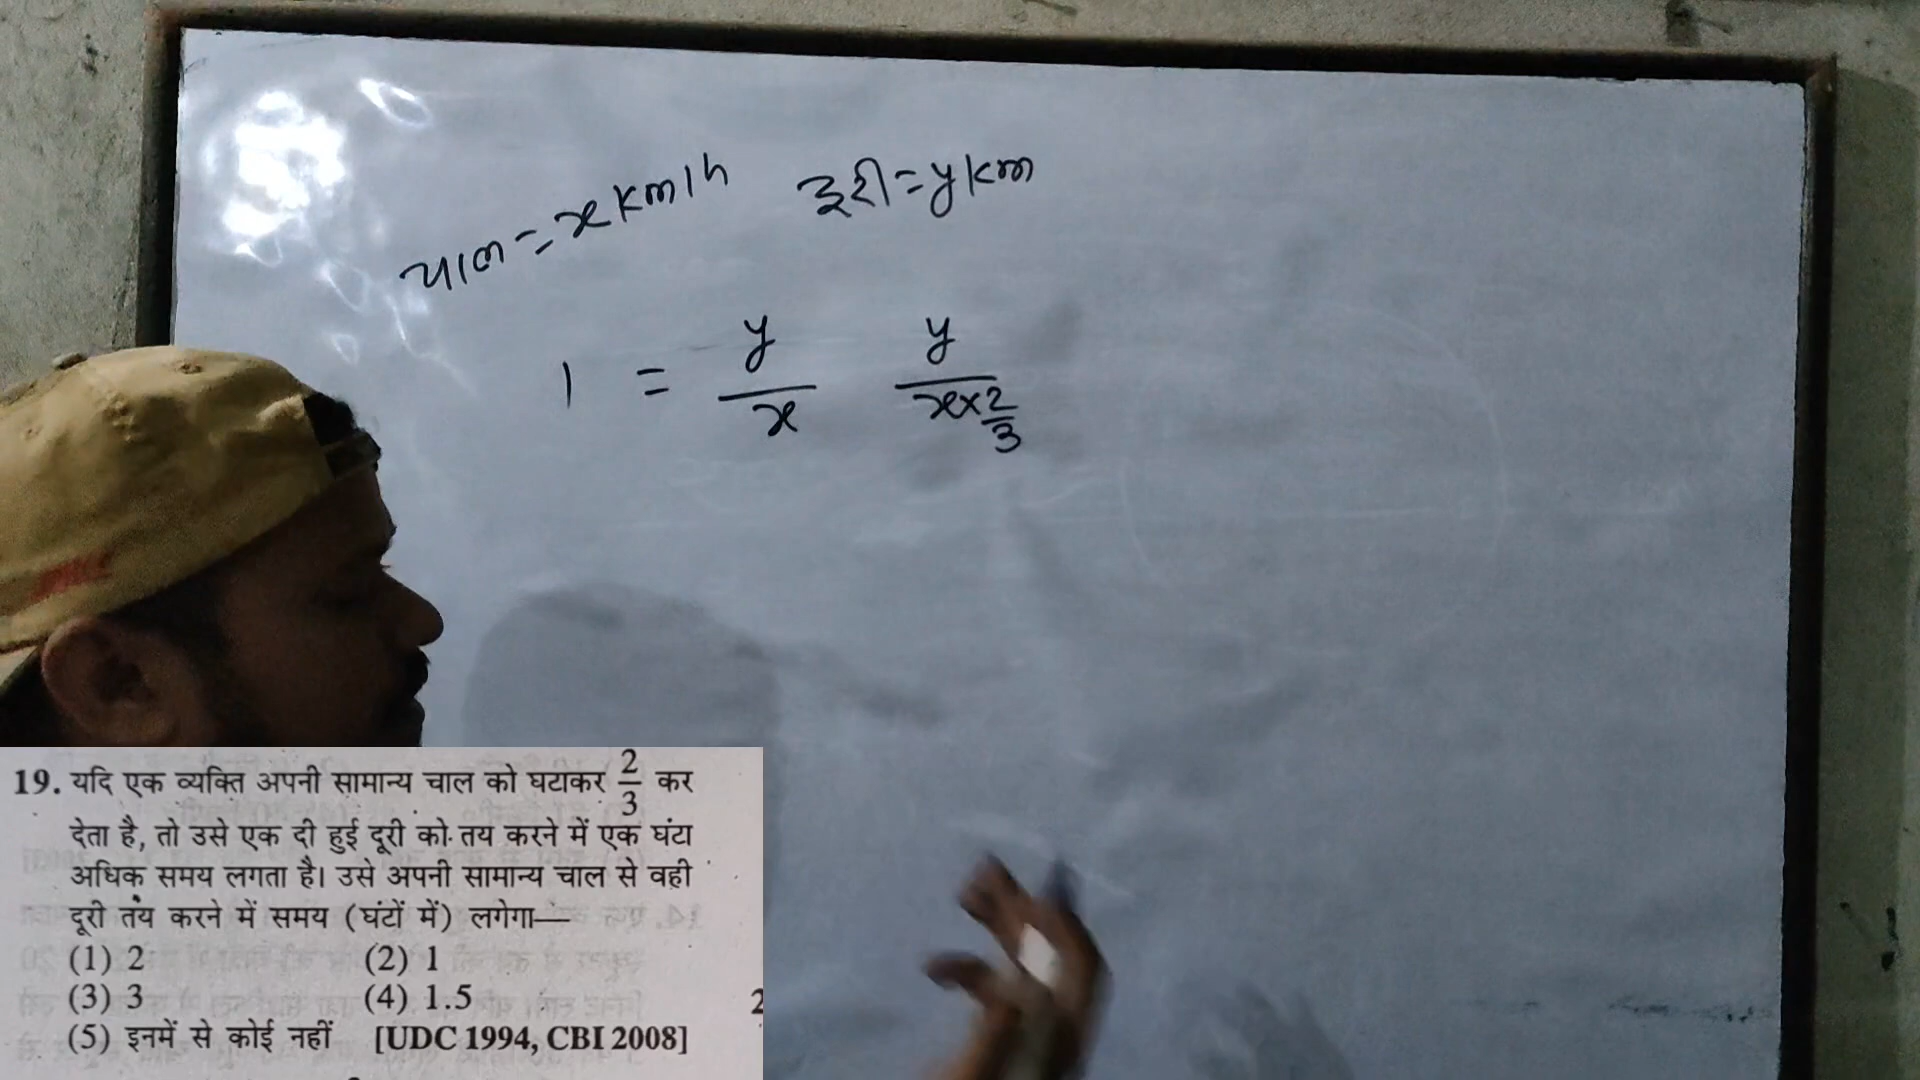 चाल = x km/h दूरी = y km
1 = y/x y/(x×2/3)
19. यदि एक व्यक्ति अपनी सामान्य चाल को घटाकर 2/3 कर
देता है, तो उसे एक दी हुई दूरी को तय करने में एक घंटा
अधिक समय लगता है। उसे अपनी सामान्य चाल से वही
दूरी तय करने में समय (घंटों में) लगेगा—
(1) 2 (2) 1
(3) 3 (4) 1.5
(5) इनमें से कोई नहीं [UDC 1994, CBI 2008]
2